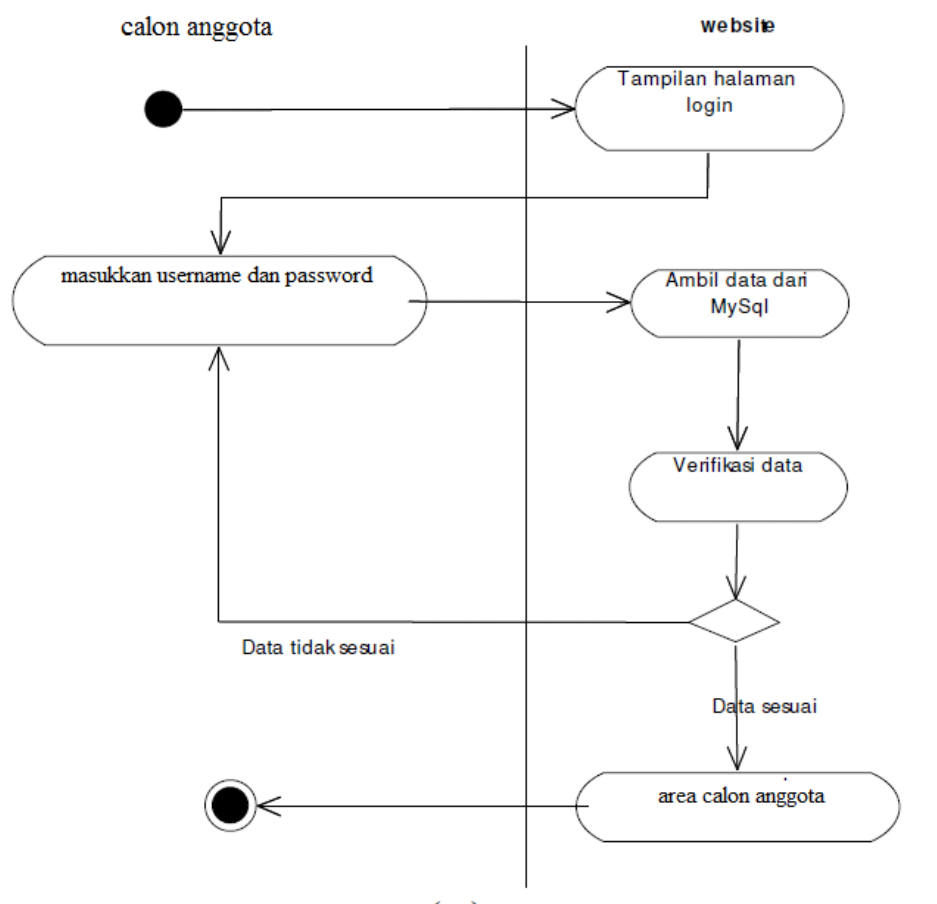 calon anggota
website
Tampilan halaman
login
masukkan username dan password
Ambil data dari
MySql
Verifikasi data
Data tidak sesuai
Data sesuai
area calon anggota